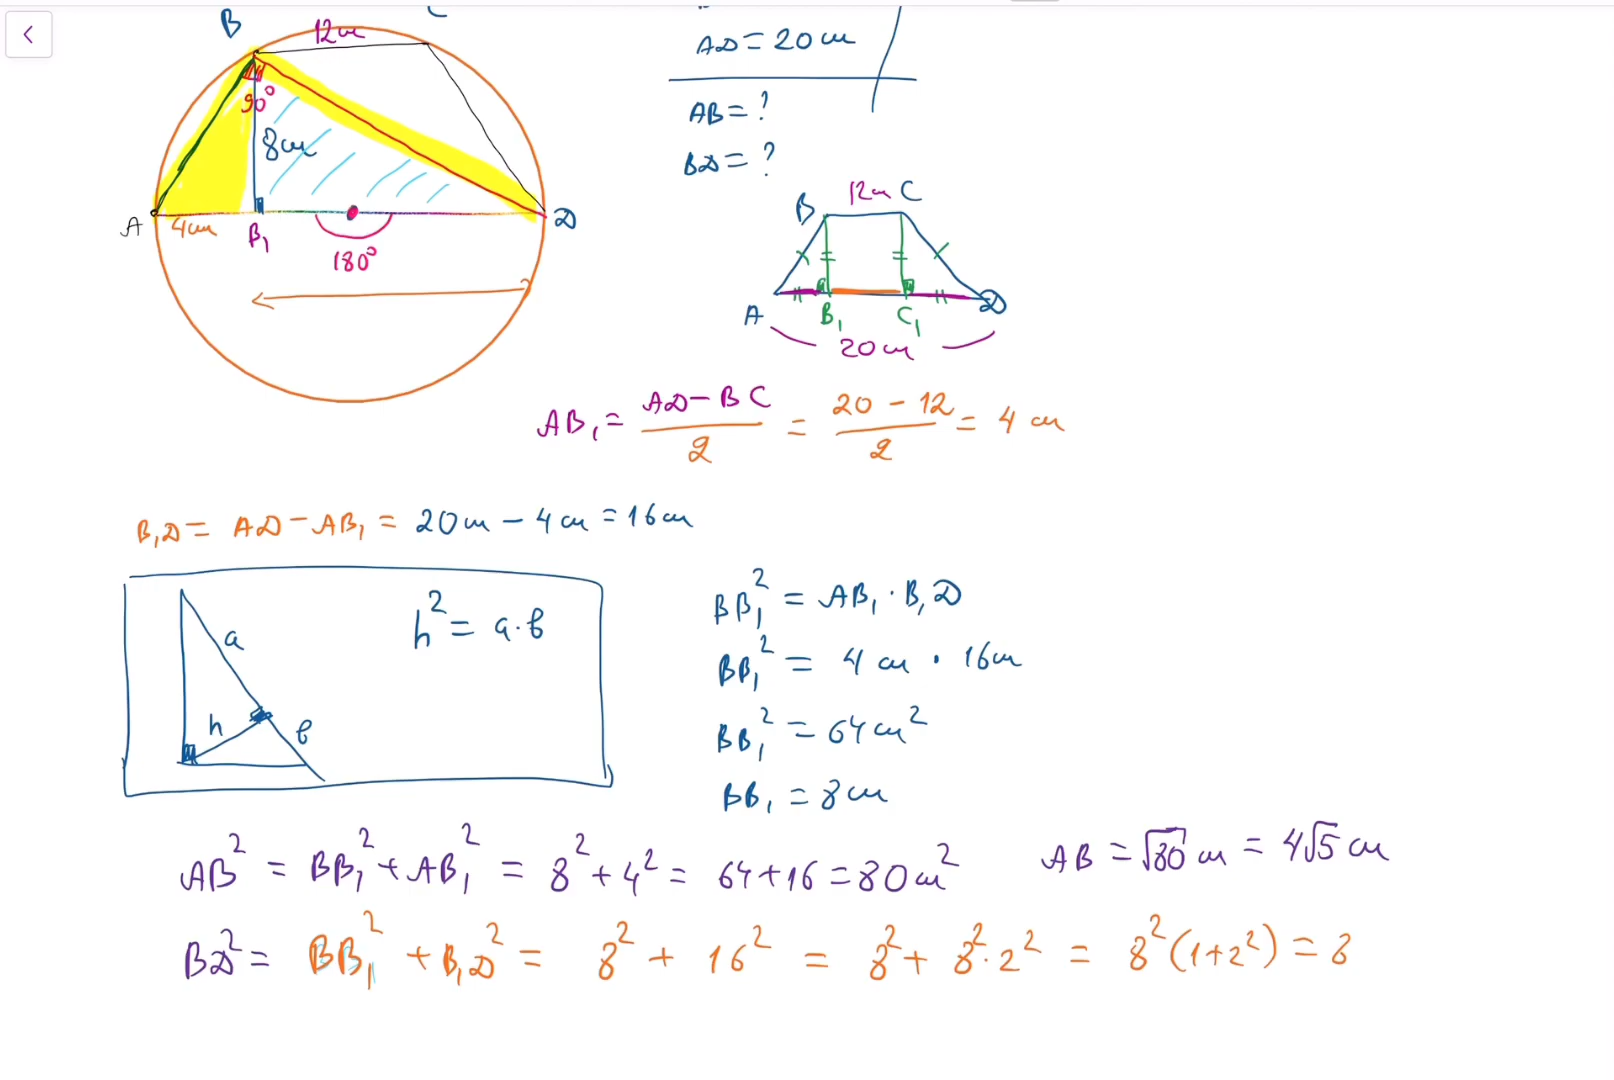 B
12cm
C
90°
8cm
A
4cm
B₁
D
180°
AD = 20cm
AB = ?
BD = ?
12cm
B
C
A
B₁
C₁
D
20cm
AB₁ = (AD - BC)/2 = (20 - 12)/2 = 4 cm
B₁D = AD - AB₁ = 20cm - 4cm = 16cm
a
h
b
h² = a·b
BB₁² = AB₁ · B₁D
BB₁² = 4 cm · 16cm
BB₁² = 64cm²
BB₁ = 8cm
AB² = BB₁² + AB₁² = 8² + 4² = 64 + 16 = 80cm²
AB = √80 cm = 4√5 cm
BD² = BB₁² + B₁D² = 8² + 16² = 8² + 8²·2² = 8²(1+2²) = 8